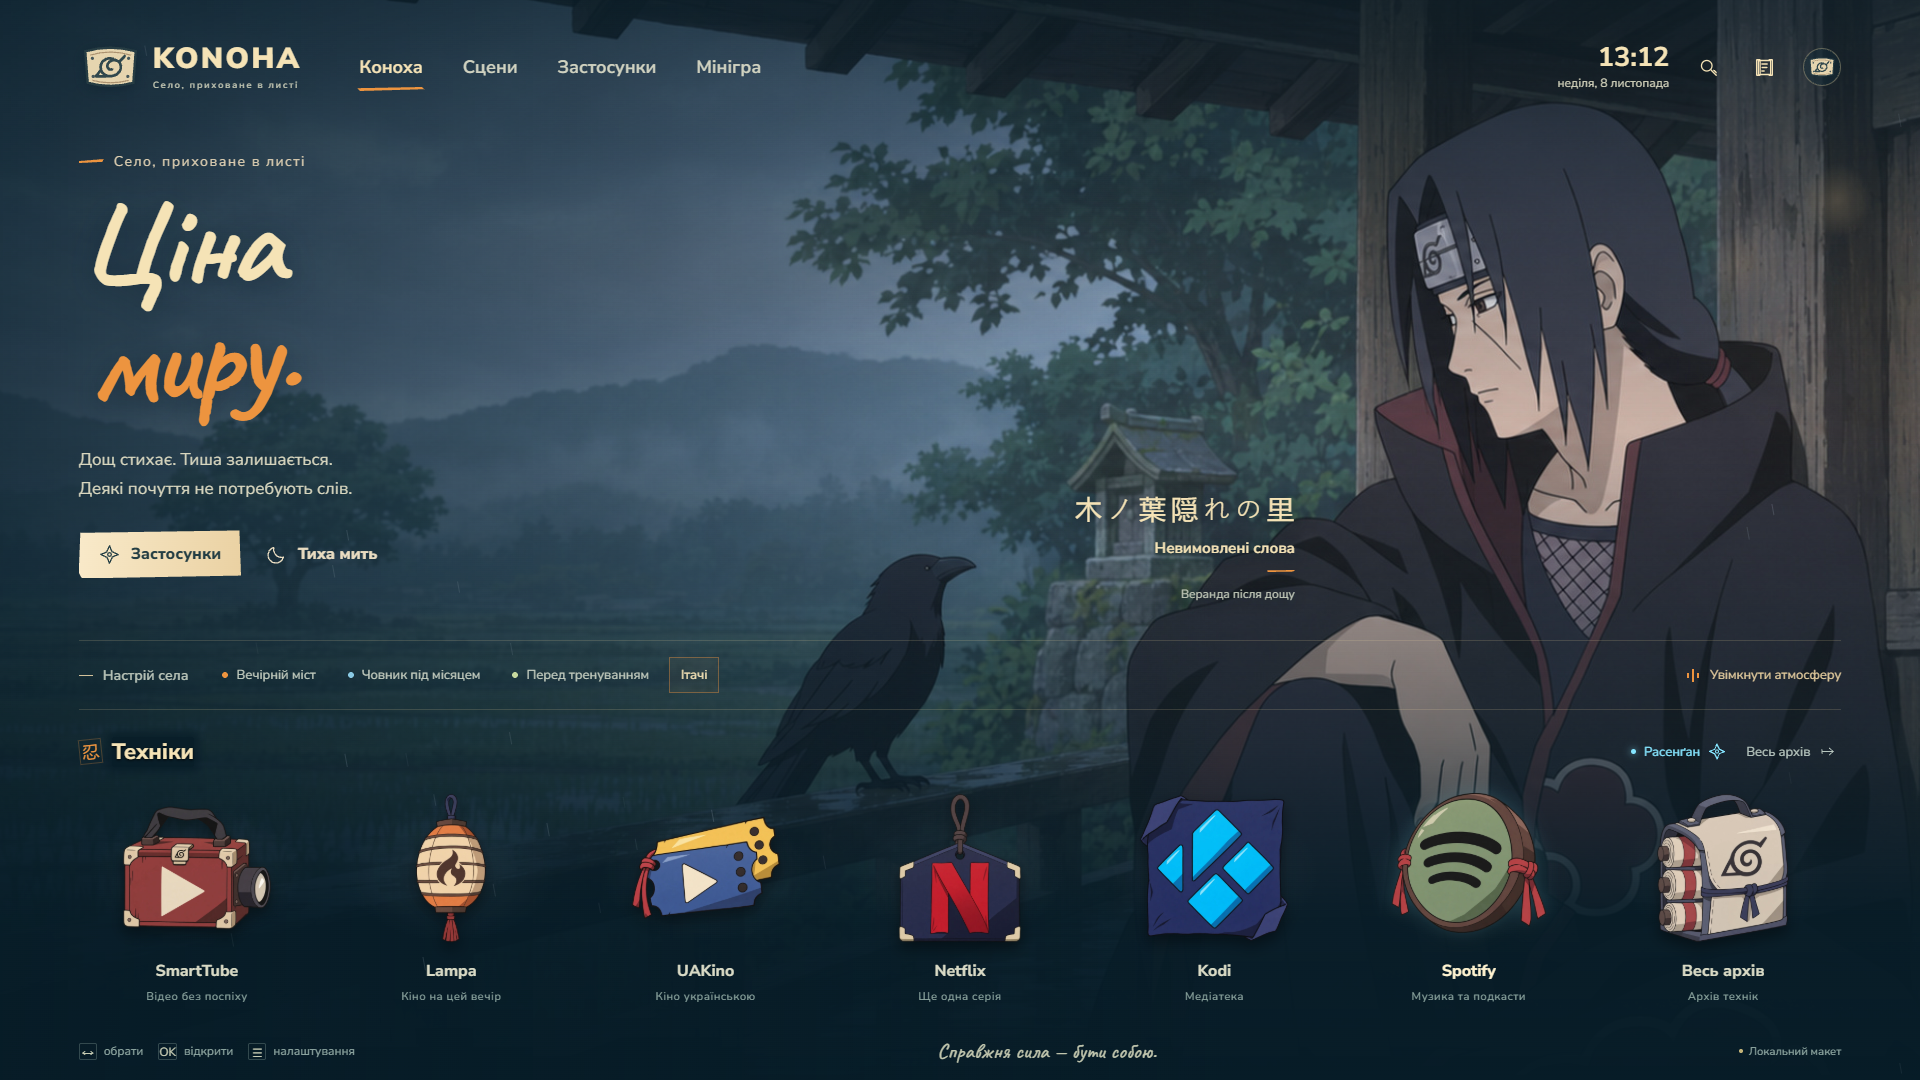 KONOHA
Село, приховане в листі
Коноха
Сцени
Застосунки
Мінігра
13:12
неділя, 8 листопада
Село, приховане в листі
Ціна
миру.
Дощ стихає. Тиша залишається.
Деякі почуття не потребують слів.
Застосунки
Тиха мить
木ノ葉隠れの里
Невимовлені слова
Веранда після дощу
Настрій села
Вечірній міст
Човник під місяцем
Перед тренуванням
Ітачі
Увімкнути атмосферу
忍 Техніки
Расенґан
Весь архів
SmartTube
Відео без поспіху
Lampa
Кіно на цей вечір
UAKino
Кіно українською
Netflix
Ще одна серія
Kodi
Медіатека
Spotify
Музика та подкасти
Весь архів
Архів технік
обрати
OK відкрити
налаштування
Справжня сила — бути собою.
Локальний макет